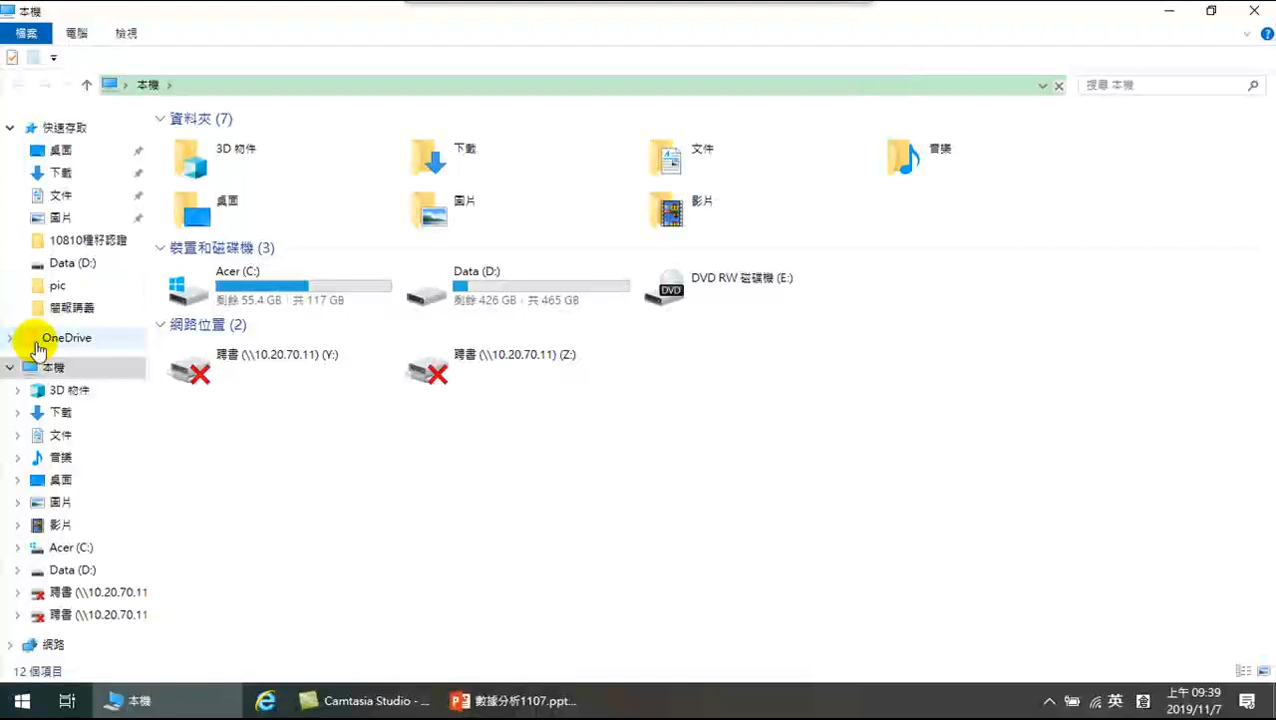 本機
檔案
電腦
檢視
本機
搜尋 本機
快速存取
桌面
下載
文件
圖片
10810種籽認證
Data (D:)
pic
簡報講義
OneDrive
本機
3D 物件
下載
文件
音樂
桌面
圖片
影片
Acer (C:)
Data (D:)
聘書 (\\10.20.70.11
聘書 (\\10.20.70.11
網路
12 個項目
資料夾 (7)
3D 物件
下載
文件
音樂
桌面
圖片
影片
裝置和磁碟機 (3)
Acer (C:)
剩餘 55.4 GB，共 117 GB
Data (D:)
剩餘 426 GB，共 465 GB
DVD RW 磁碟機 (E:)
DVD
網路位置 (2)
聘書 (\\10.20.70.11) (Y:)
聘書 (\\10.20.70.11) (Z:)
本機
Camtasia Studio - ...
數據分析1107.ppt...
英
上午 09:39
2019/11/7